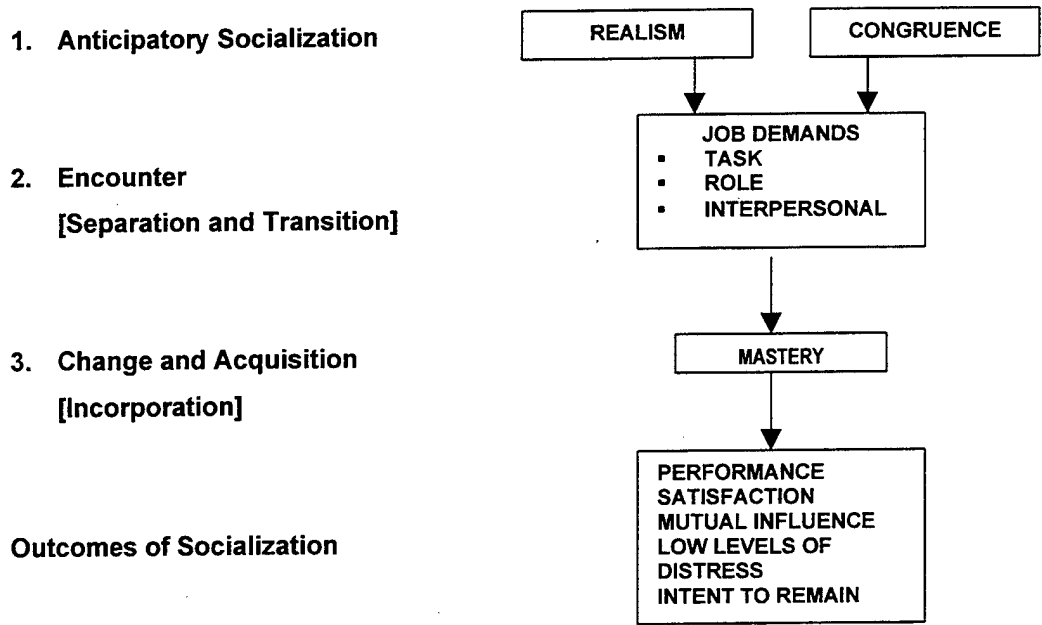 1. Anticipatory Socialization
REALISM
CONGRUENCE
2. Encounter
[Separation and Transition]
JOB DEMANDS
▪ TASK
▪ ROLE
▪ INTERPERSONAL
3. Change and Acquisition
[Incorporation]
MASTERY
Outcomes of Socialization
PERFORMANCE
SATISFACTION
MUTUAL INFLUENCE
LOW LEVELS OF
DISTRESS
INTENT TO REMAIN